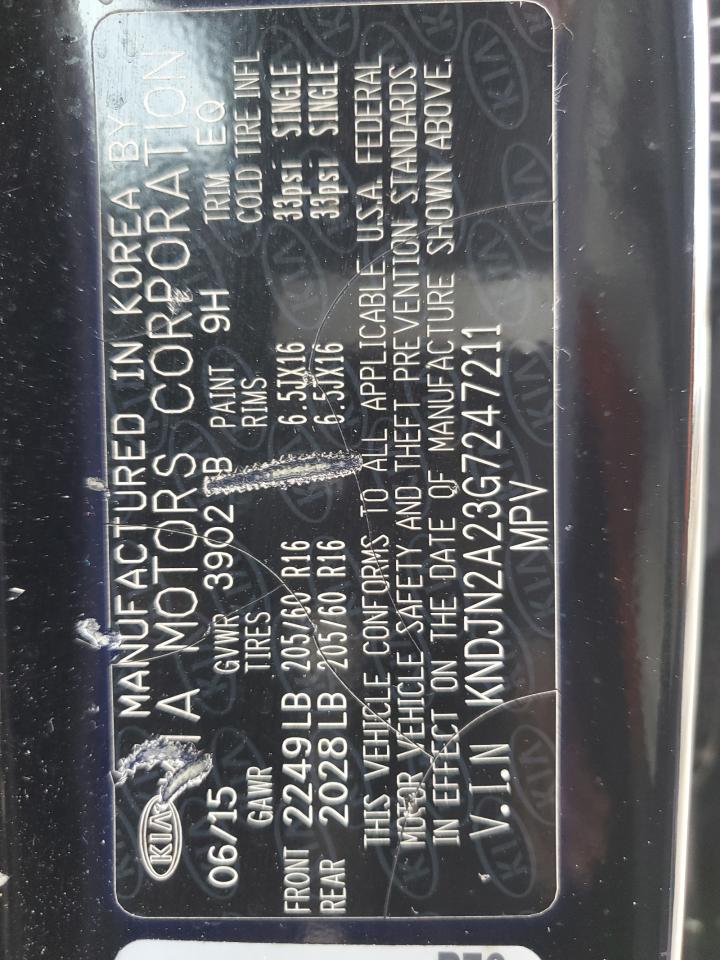 MANUFACTURED IN KOREA BY
KIA MOTORS CORPORATION
06/15 GVWR 3902 LB PAINT 9H TRIM EQ
GAWR TIRES RIMS COLD TIRE INFL
FRONT 2249LB 205/60 R16 6.5JX16 33psi SINGLE
REAR 2028LB 205/60 R16 6.5JX16 33psi SINGLE
THIS VEHICLE CONFORMS TO ALL APPLICABLE U.S.A. FEDERAL
MOTOR VEHICLE SAFETY AND THEFT PREVENTION STANDARDS
IN EFFECT ON THE DATE OF MANUFACTURE SHOWN ABOVE.
V.I.N KNDJN2A23G7247211
MPV